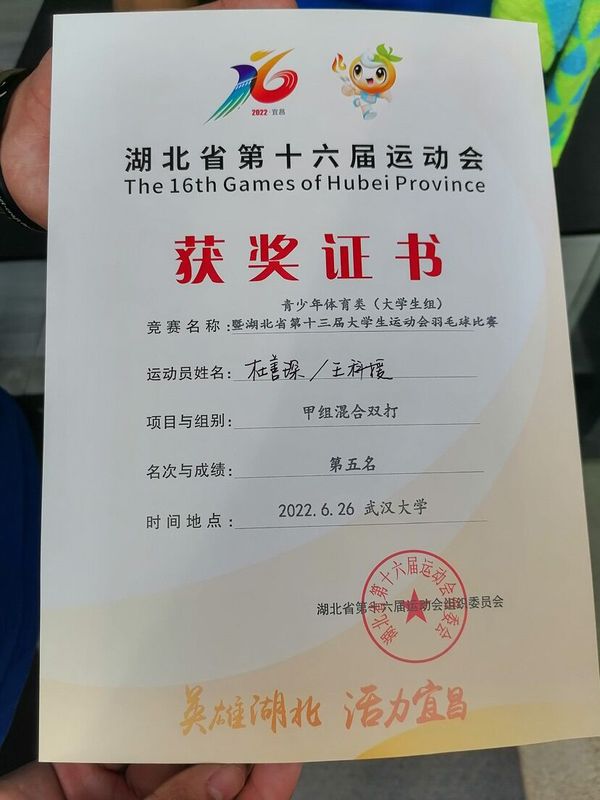 2022·宜昌
湖北省第十六届运动会
The 16th Games of Hubei Province
获奖证书
青少年体育类（大学生组）
竞赛名称：暨湖北省第十三届大学生运动会羽毛球比赛
运动员姓名：杜善深／王科媛
项目与组别：甲组混合双打
名次与成绩：第五名
时间地点：2022.6.26 武汉大学
湖北省第十六届运动会组织委员会
英雄湖北 活力宜昌